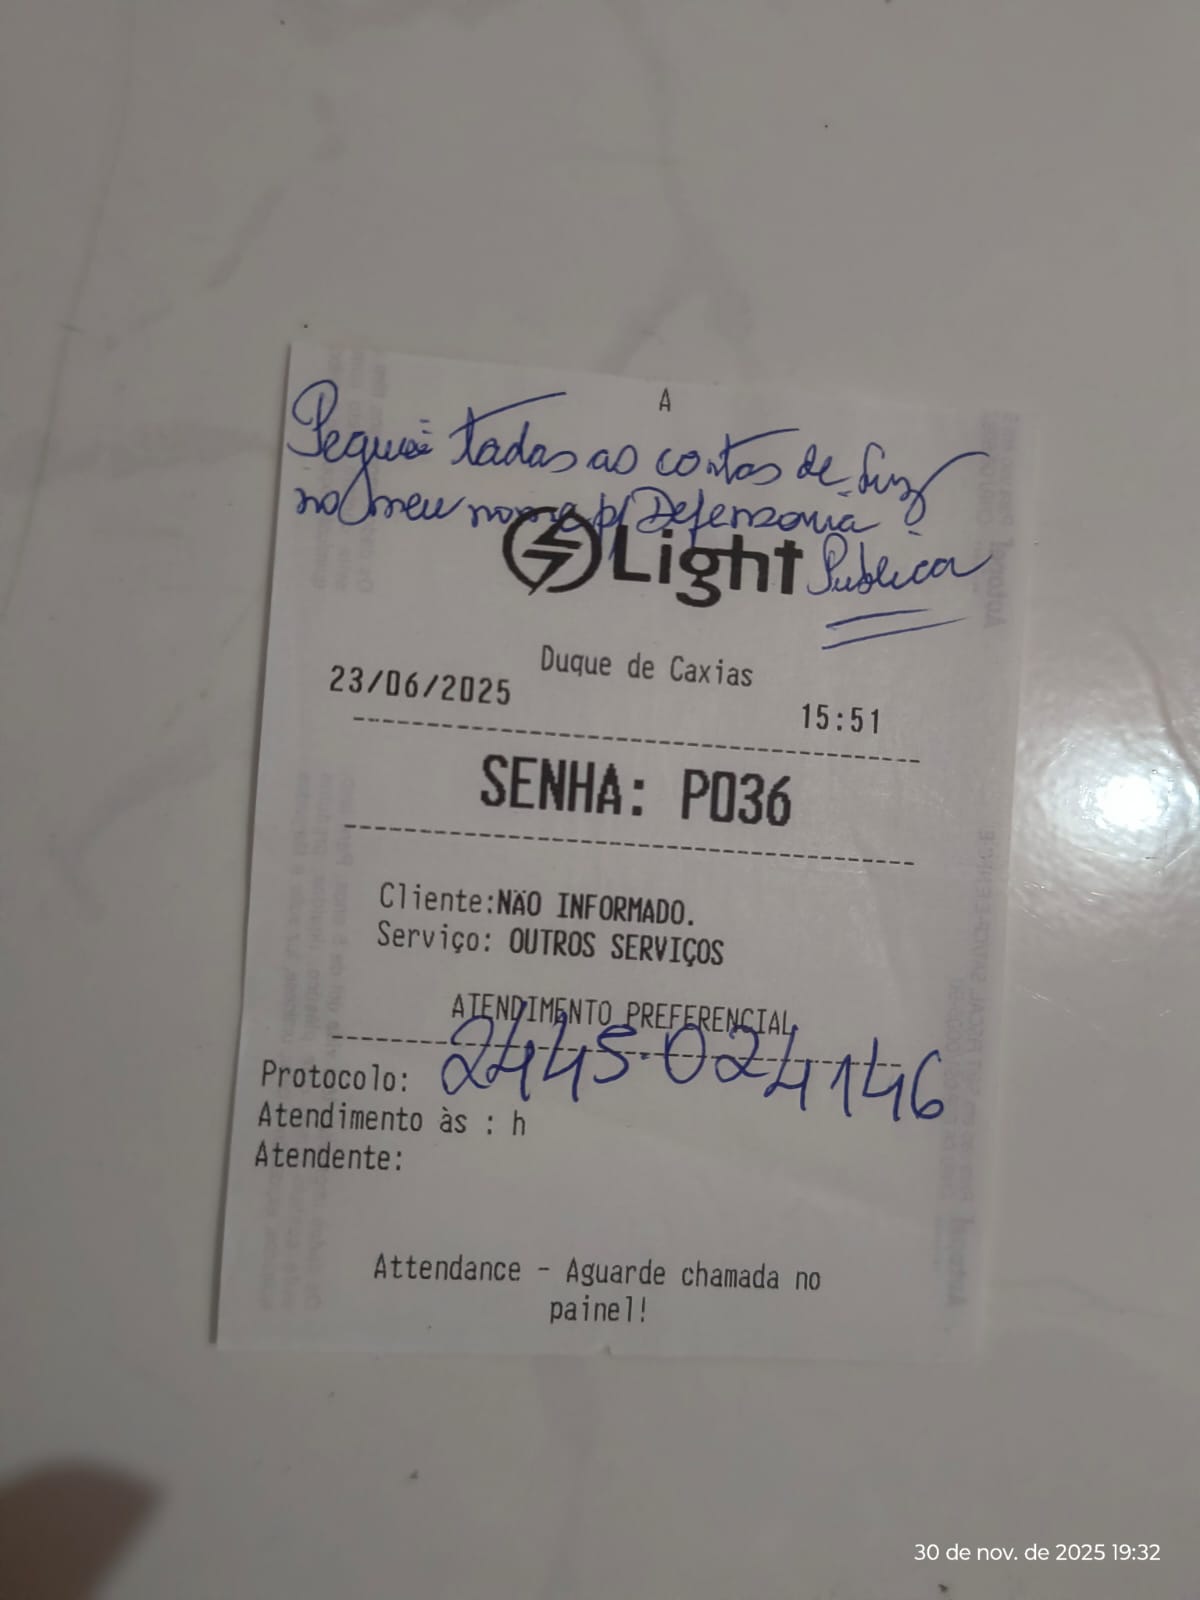 A
Peguei todas as contas de luz
no meu nome p/ Defensoria
Pública
Light
Duque de Caxias
23/06/2025
15:51
SENHA: P036
Cliente:NÃO INFORMADO.
Serviço: OUTROS SERVIÇOS
ATENDIMENTO PREFERENCIAL
Protocolo: 2445.024146
Atendimento às : h
Atendente:
Attendance - Aguarde chamada no
painel!
30 de nov. de 2025 19:32